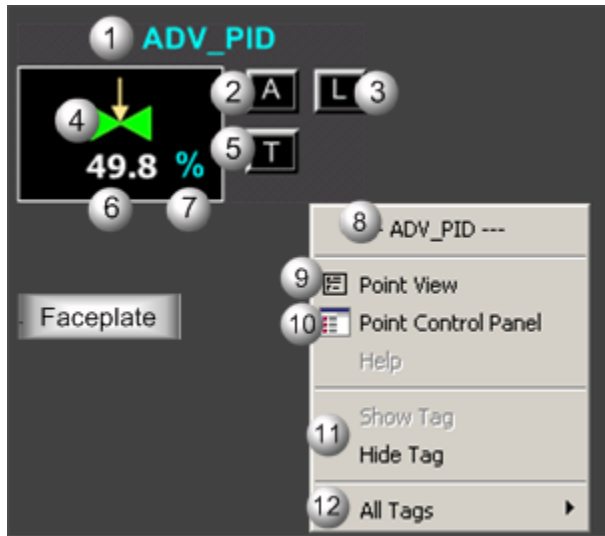 1 ADV_PID
2 A L 3
4
5 T
49.8 %
6 7
8 - ADV_PID ---
9 Point View
Faceplate
10 Point Control Panel
Help
Show Tag
11
Hide Tag
12 All Tags